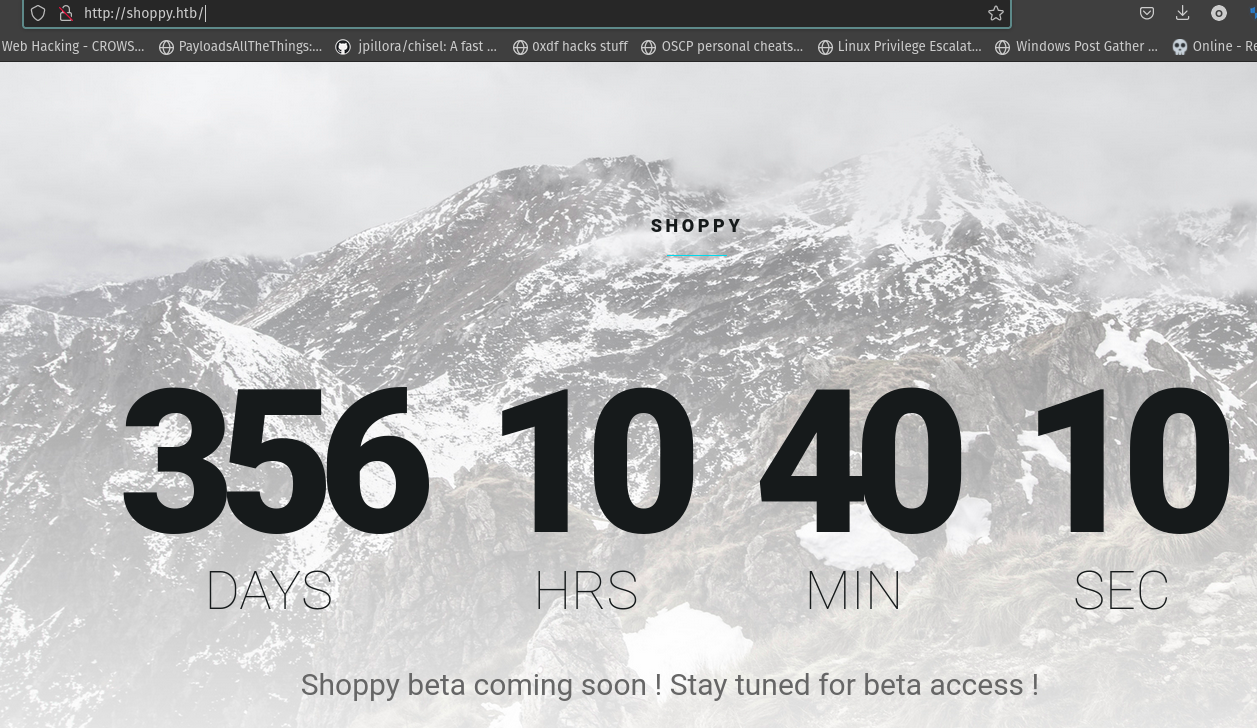 http://shoppy.htb/
Web Hacking - CROWS... PayloadsAllTheThings:... jpillora/chisel: A fast ... 0xdf hacks stuff OSCP personal cheats... Linux Privilege Escalat... Windows Post Gather ... Online - Re
SHOPPY
356 10 40 10
DAYS HRS MIN SEC
Shoppy beta coming soon ! Stay tuned for beta access !